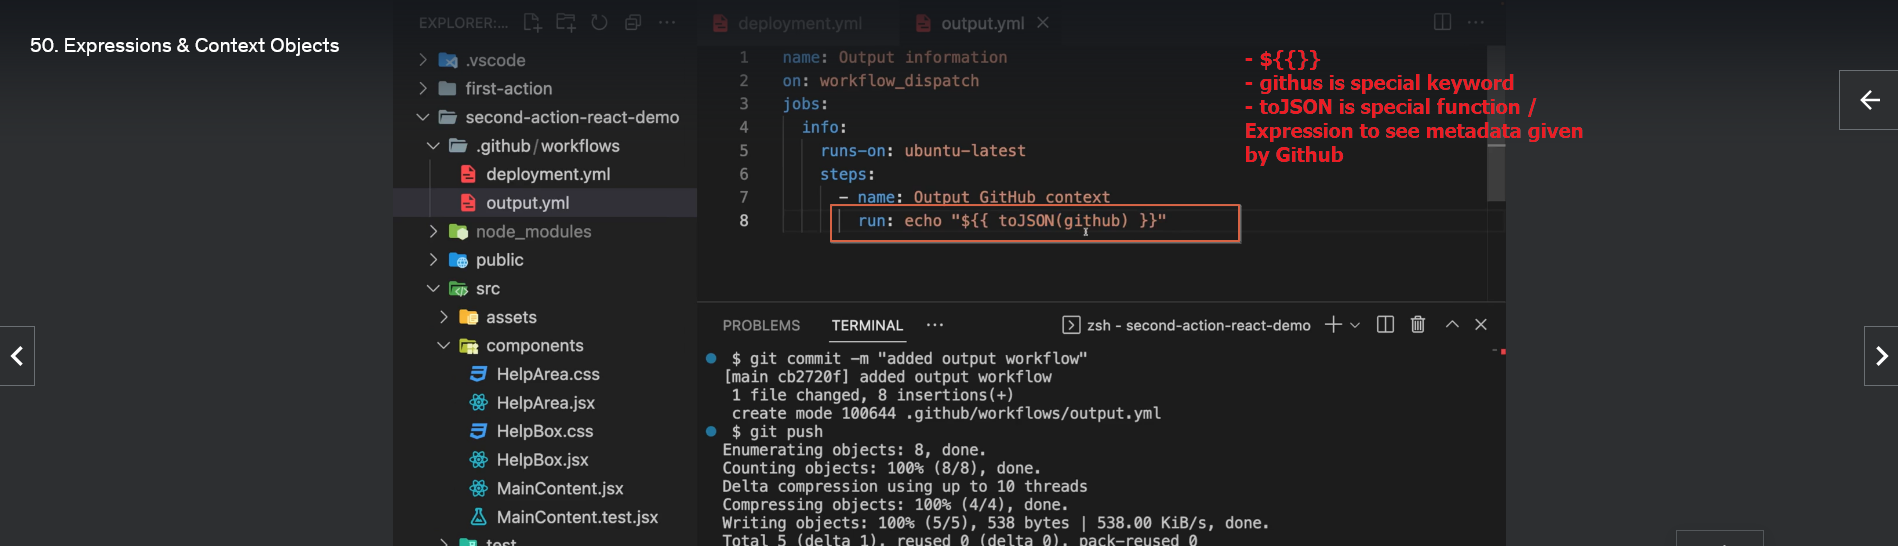 50. Expressions & Context Objects
EXPLORER:...
.vscode
first-action
second-action-react-demo
.github/workflows
deployment.yml
output.yml
node_modules
public
src
assets
components
HelpArea.css
HelpArea.jsx
HelpBox.css
HelpBox.jsx
MainContent.jsx
MainContent.test.jsx
test
deployment.yml
output.yml
1 name: Output information
2 on: workflow_dispatch
3 jobs:
4 info:
5 runs-on: ubuntu-latest
6 steps:
7 - name: Output GitHub context
8 run: echo "${{ toJSON(github) }}"
- ${{}}
- githus is special keyword
- toJSON is special function /
Expression to see metadata given
by Github
PROBLEMS TERMINAL ...
zsh - second-action-react-demo
$ git commit -m "added output workflow"
[main cb2720f] added output workflow
1 file changed, 8 insertions(+)
create mode 100644 .github/workflows/output.yml
$ git push
Enumerating objects: 8, done.
Counting objects: 100% (8/8), done.
Delta compression using up to 10 threads
Compressing objects: 100% (4/4), done.
Writing objects: 100% (5/5), 538 bytes | 538.00 KiB/s, done.
Total 5 (delta 1), reused 0 (delta 0), pack-reused 0